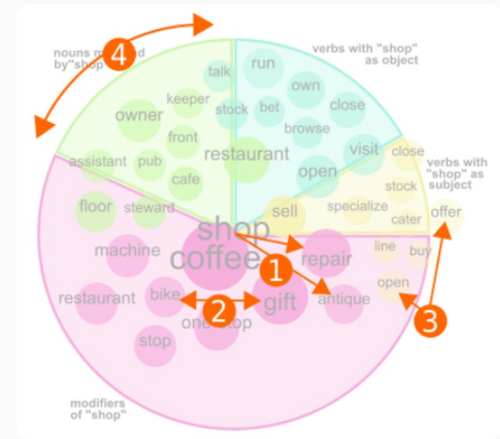 nouns m d
by"shop
4
verbs with "shop"
as object
talk
run
own
keeper
stock
bet
close
owner
browse
front
restaurant
visit
close
assistant
pub
open
verbs with
"shop" as
subject
cafe
stock
floor
steward
sell
specialize
cater
offer
shop
machine
coffee
repair
line
buy
1
open
restaurant
bike
2
gift
antique
3
one op
stop
modifiers
of "shop"